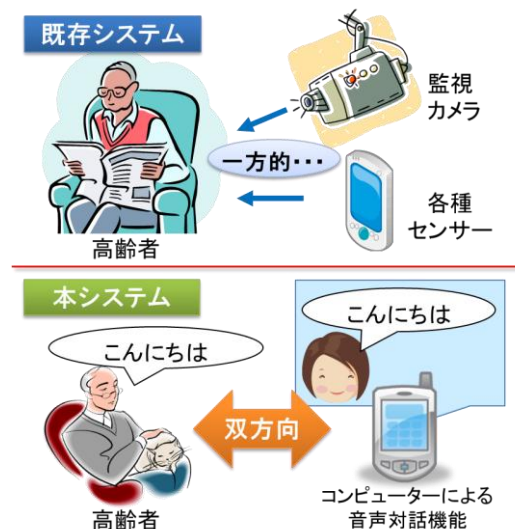 既存システム
監視
カメラ
一方的・・・
各種
センサー
高齢者
本システム
こんにちは
こんにちは
双方向
高齢者
コンピューターによる
音声対話機能